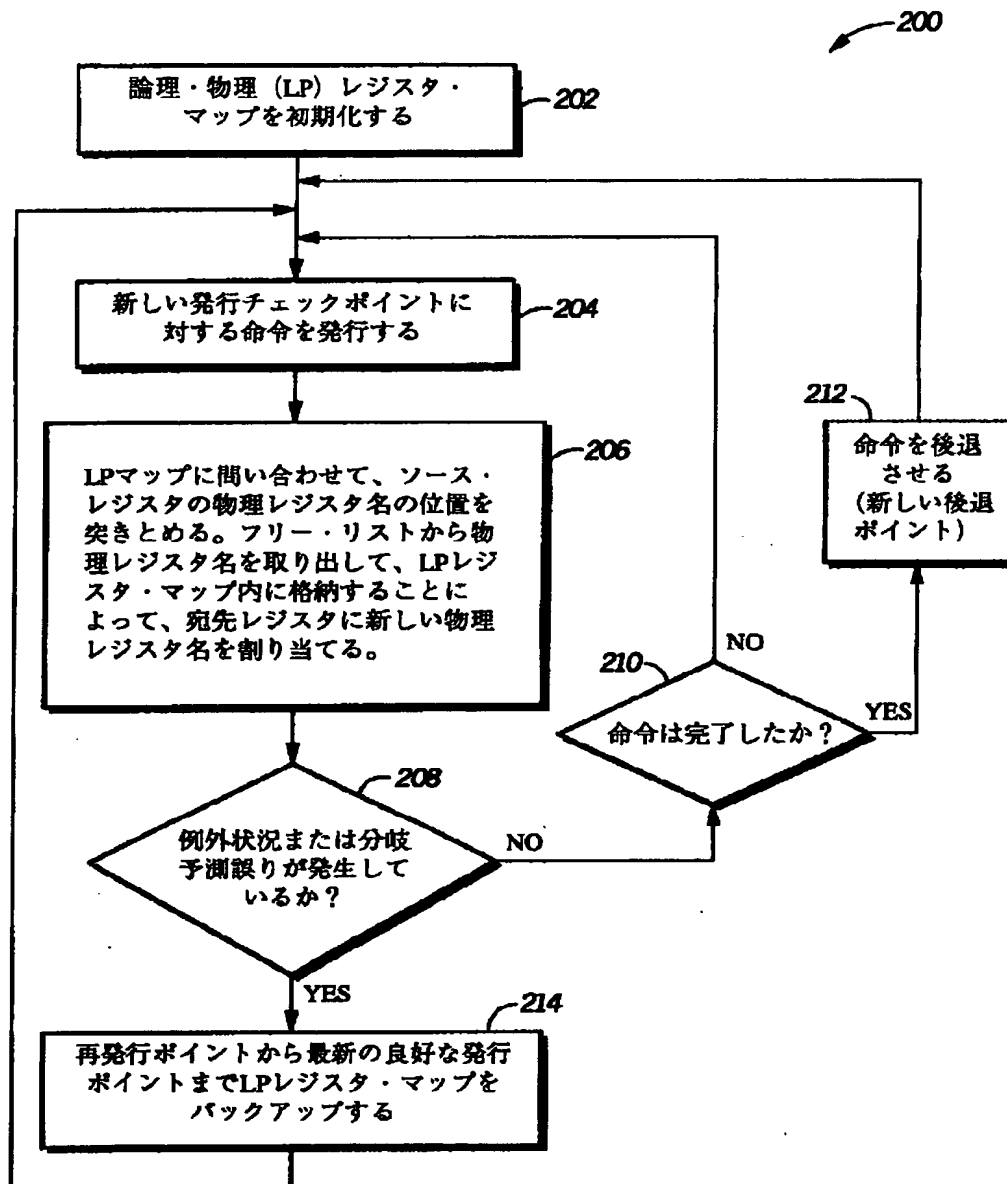 200
論理・物理(LP)レジスタ・
マップを初期化する
202
新しい発行チェックポイントに
対する命令を発行する
204
212
命令を後退
させる
(新しい後退
ポイント)
LPマップに問い合わせて、ソース・
レジスタの物理レジスタ名の位置を
突きとめる。フリー・リストから物
理レジスタ名を取り出して、LPレジ
スタ・マップ内に格納することに
よって、宛先レジスタに新しい物理
レジスタ名を割り当てる。
206
NO
210
命令は完了したか?
YES
208
例外状況または分岐
予測誤りが発生して
いるか?
NO
YES
214
再発行ポイントから最新の良好な発行
ポイントまでLPレジスタ・マップを
バックアップする